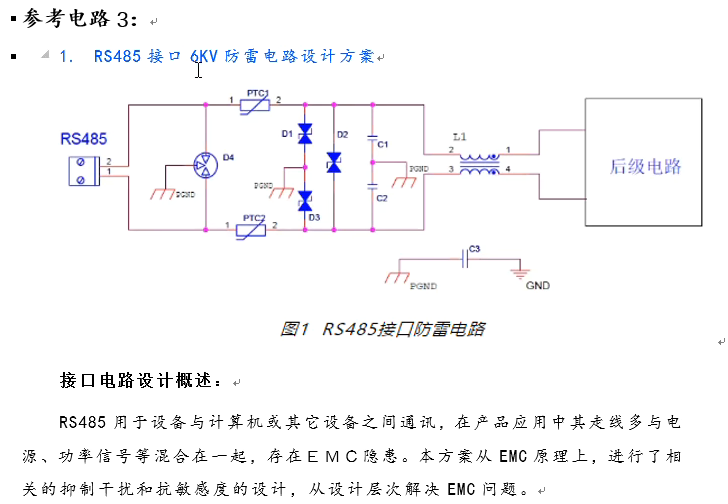 ▪参考电路 3：
▪ 1. RS485 接口 6KV 防雷电路设计方案
PTC1
1 2
RS485
D1 D2
C1
L1
2 1
后级电路
2
1
D4
PGND
PGND
PGND
3 4
C2
PTC2
1 2
D3
C3
PGND
GND
图1 RS485接口防雷电路
接口电路设计概述：
RS485 用于设备与计算机或其它设备之间通讯，在产品应用中其走线多与电
源、功率信号等混合在一起，存在ＥＭＣ隐患。本方案从 EMC 原理上，进行了相
关的抑制干扰和抗敏感度的设计，从设计层次解决 EMC 问题。